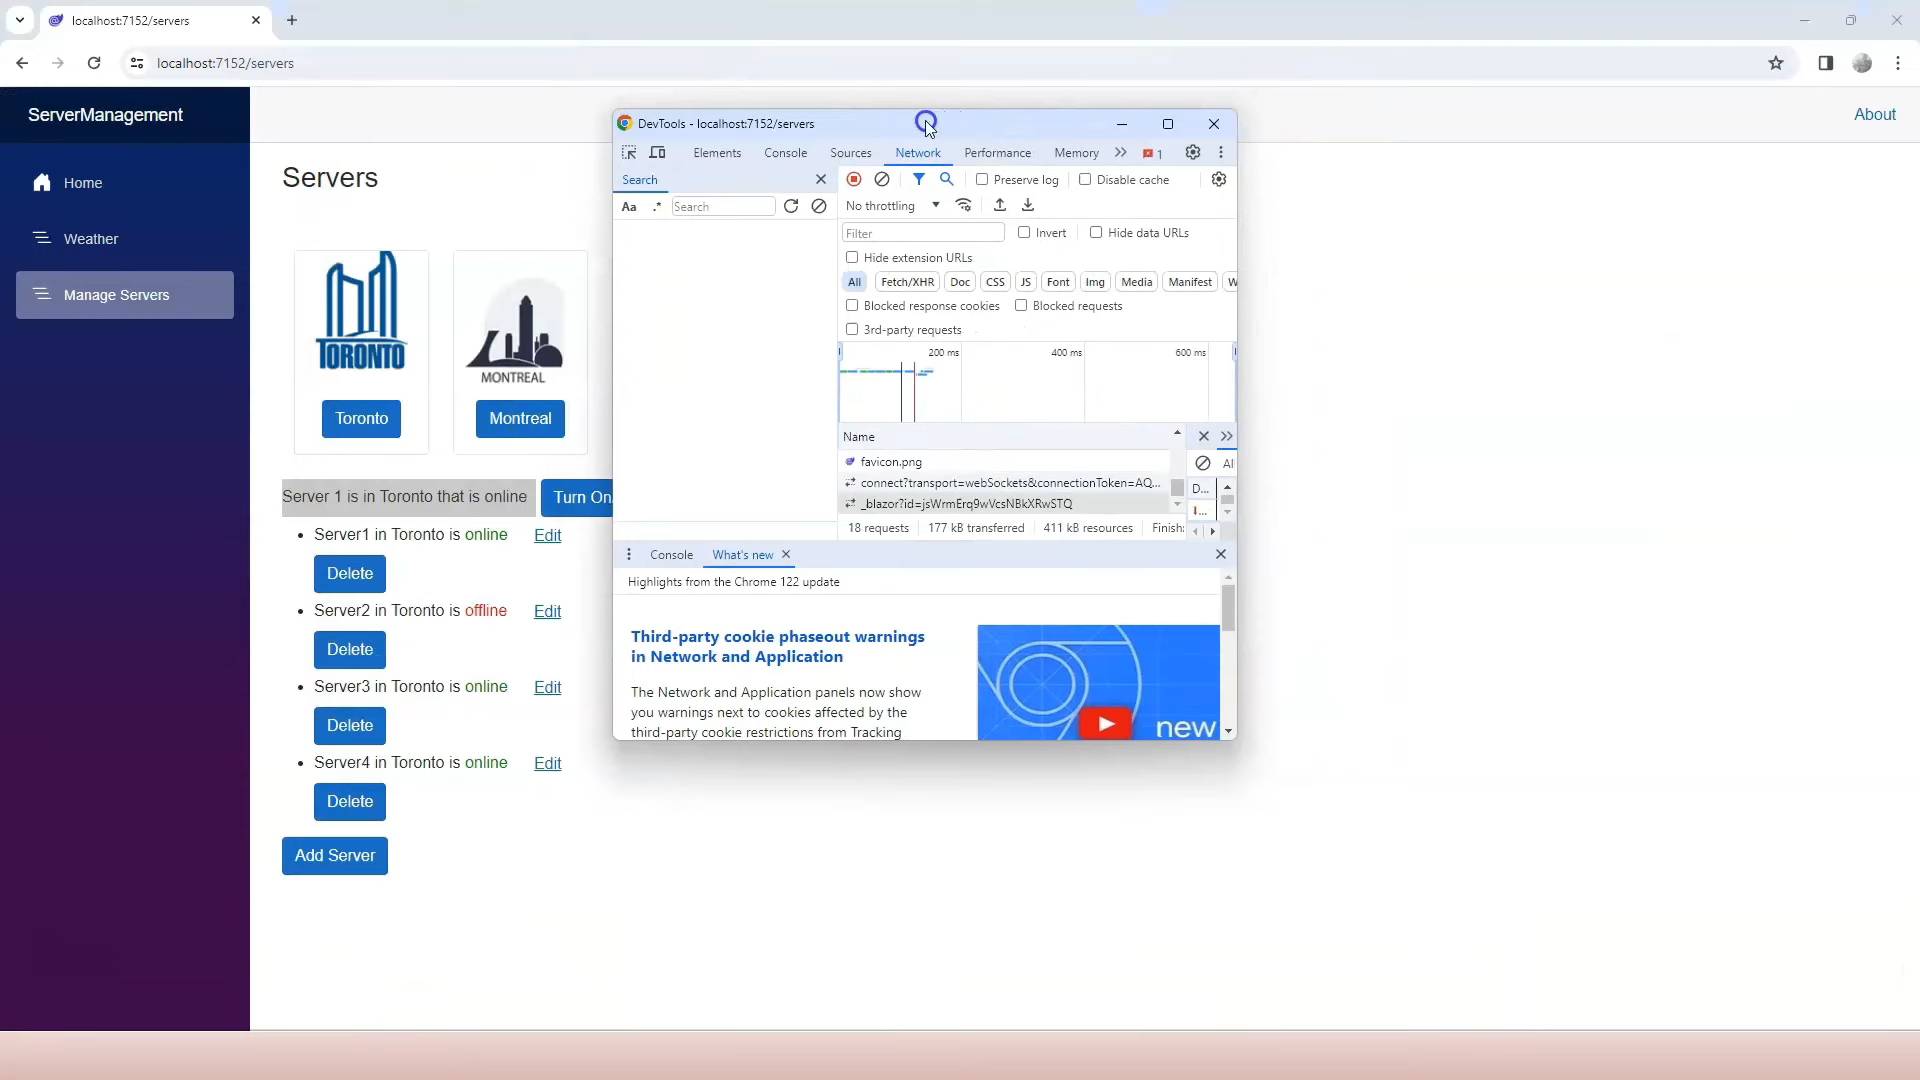 localhost:7152/servers
localhost:7152/servers
ServerManagement
About
Home
Weather
Manage Servers
Servers
TORONTO
MONTREAL
Toronto
Montreal
Server 1 is in Toronto that is online
Turn On
Server1 in Toronto is online
Edit
Delete
Server2 in Toronto is offline
Edit
Delete
Server3 in Toronto is online
Edit
Delete
Server4 in Toronto is online
Edit
Delete
Add Server
DevTools - localhost:7152/servers
Elements
Console
Sources
Network
Performance
Memory
1
Search
Preserve log
Disable cache
Aa
.*
Search
No throttling
Filter
Invert
Hide data URLs
Hide extension URLs
All
Fetch/XHR
Doc
CSS
JS
Font
Img
Media
Manifest
W
Blocked response cookies
Blocked requests
3rd-party requests
200 ms
400 ms
600 ms
Name
favicon.png
Al
connect?transport=webSockets&connectionToken=AQ...
D...
_blazor?id=jsWrmErq9wVcsNBkXRwSTQ
I...
18 requests
177 kB transferred
411 kB resources
Finish:
Console
What's new
Highlights from the Chrome 122 update
Third-party cookie phaseout warnings
in Network and Application
The Network and Application panels now show
you warnings next to cookies affected by the
third-party cookie restrictions from Tracking
new